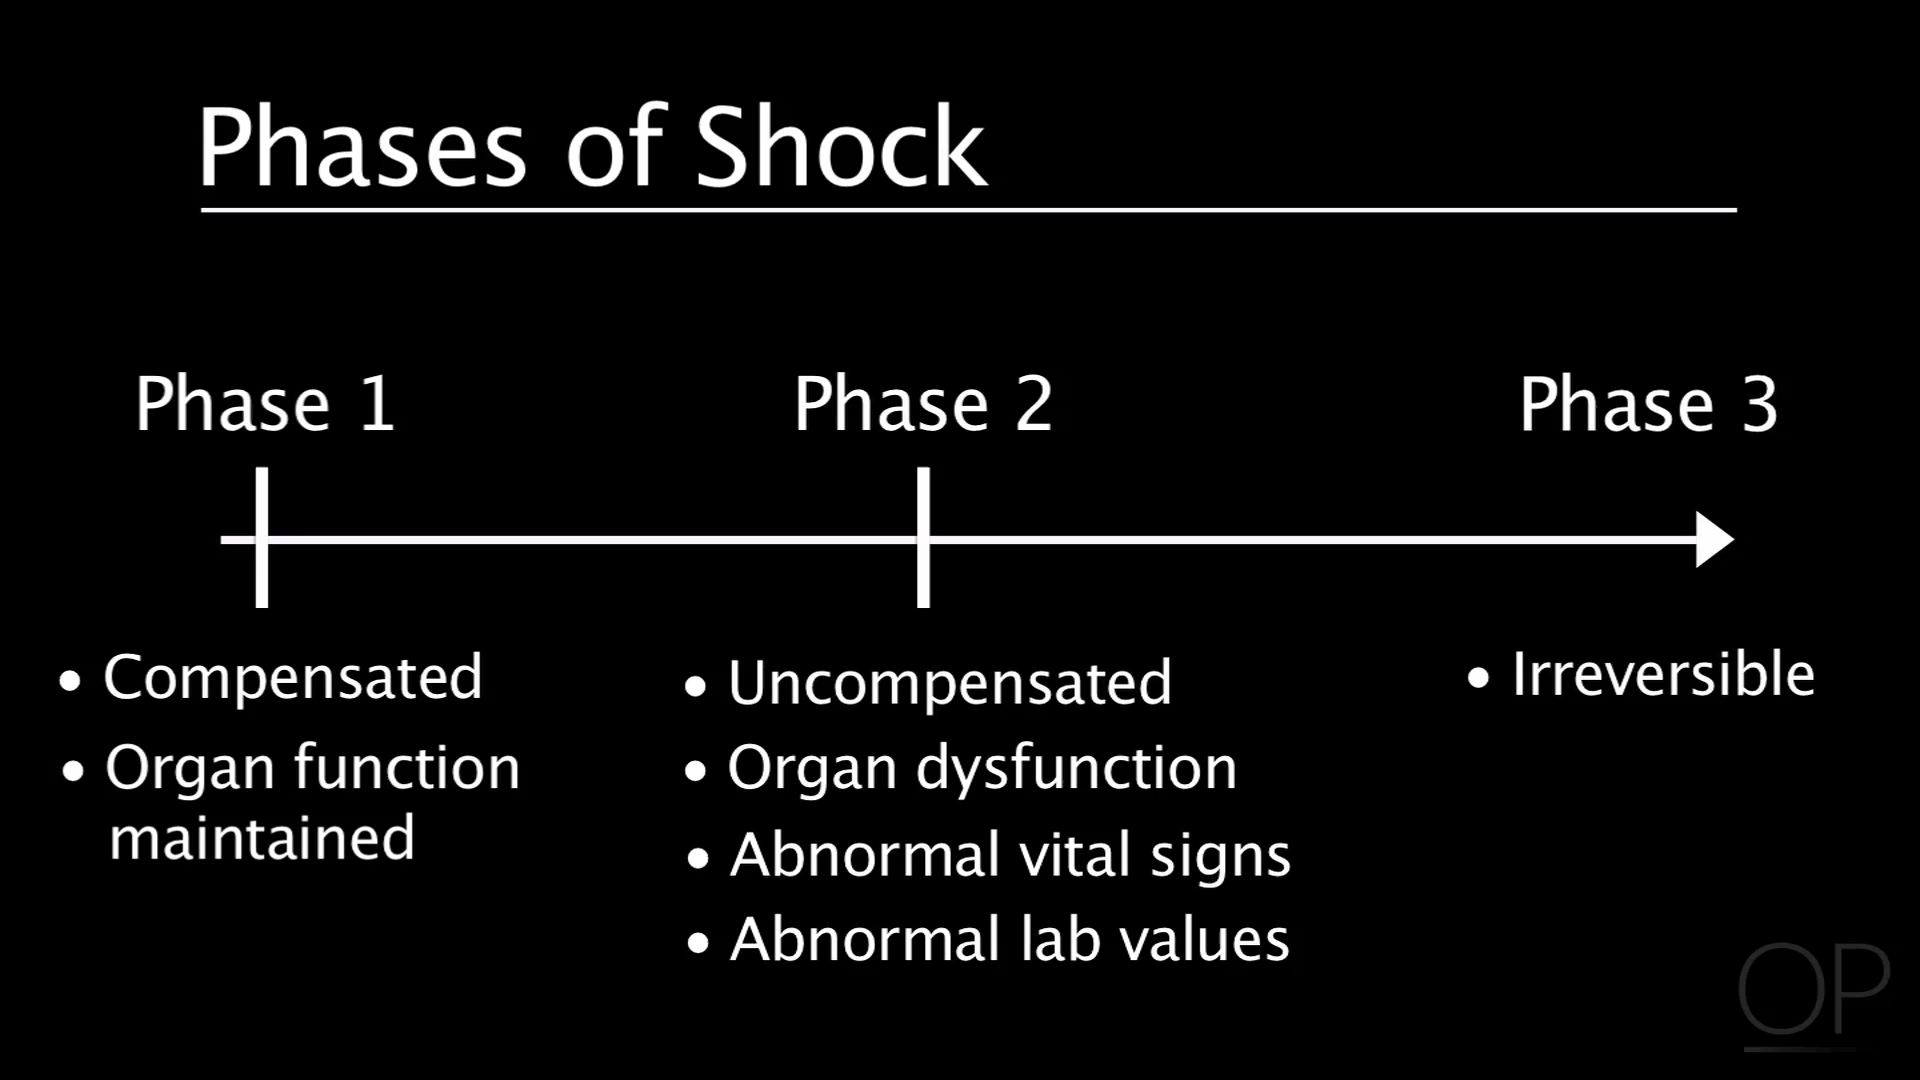 Phases of Shock
Phase 1
Phase 2
Phase 3
• Compensated
• Organ function
maintained
• Uncompensated
• Organ dysfunction
• Abnormal vital signs
• Abnormal lab values
• Irreversible
OP